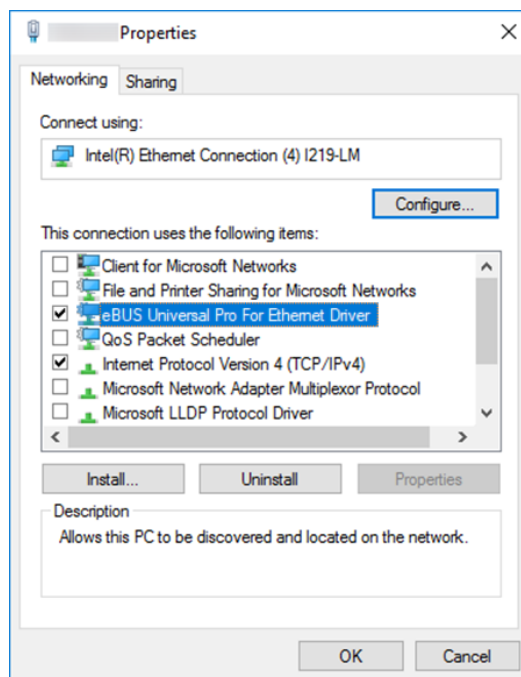 Properties
Networking Sharing
Connect using:
Intel(R) Ethernet Connection (4) I219-LM
Configure...
This connection uses the following items:
Client for Microsoft Networks
File and Printer Sharing for Microsoft Networks
eBUS Universal Pro For Ethernet Driver
QoS Packet Scheduler
Internet Protocol Version 4 (TCP/IPv4)
Microsoft Network Adapter Multiplexor Protocol
Microsoft LLDP Protocol Driver
Install... Uninstall Properties
Description
Allows this PC to be discovered and located on the network.
OK Cancel